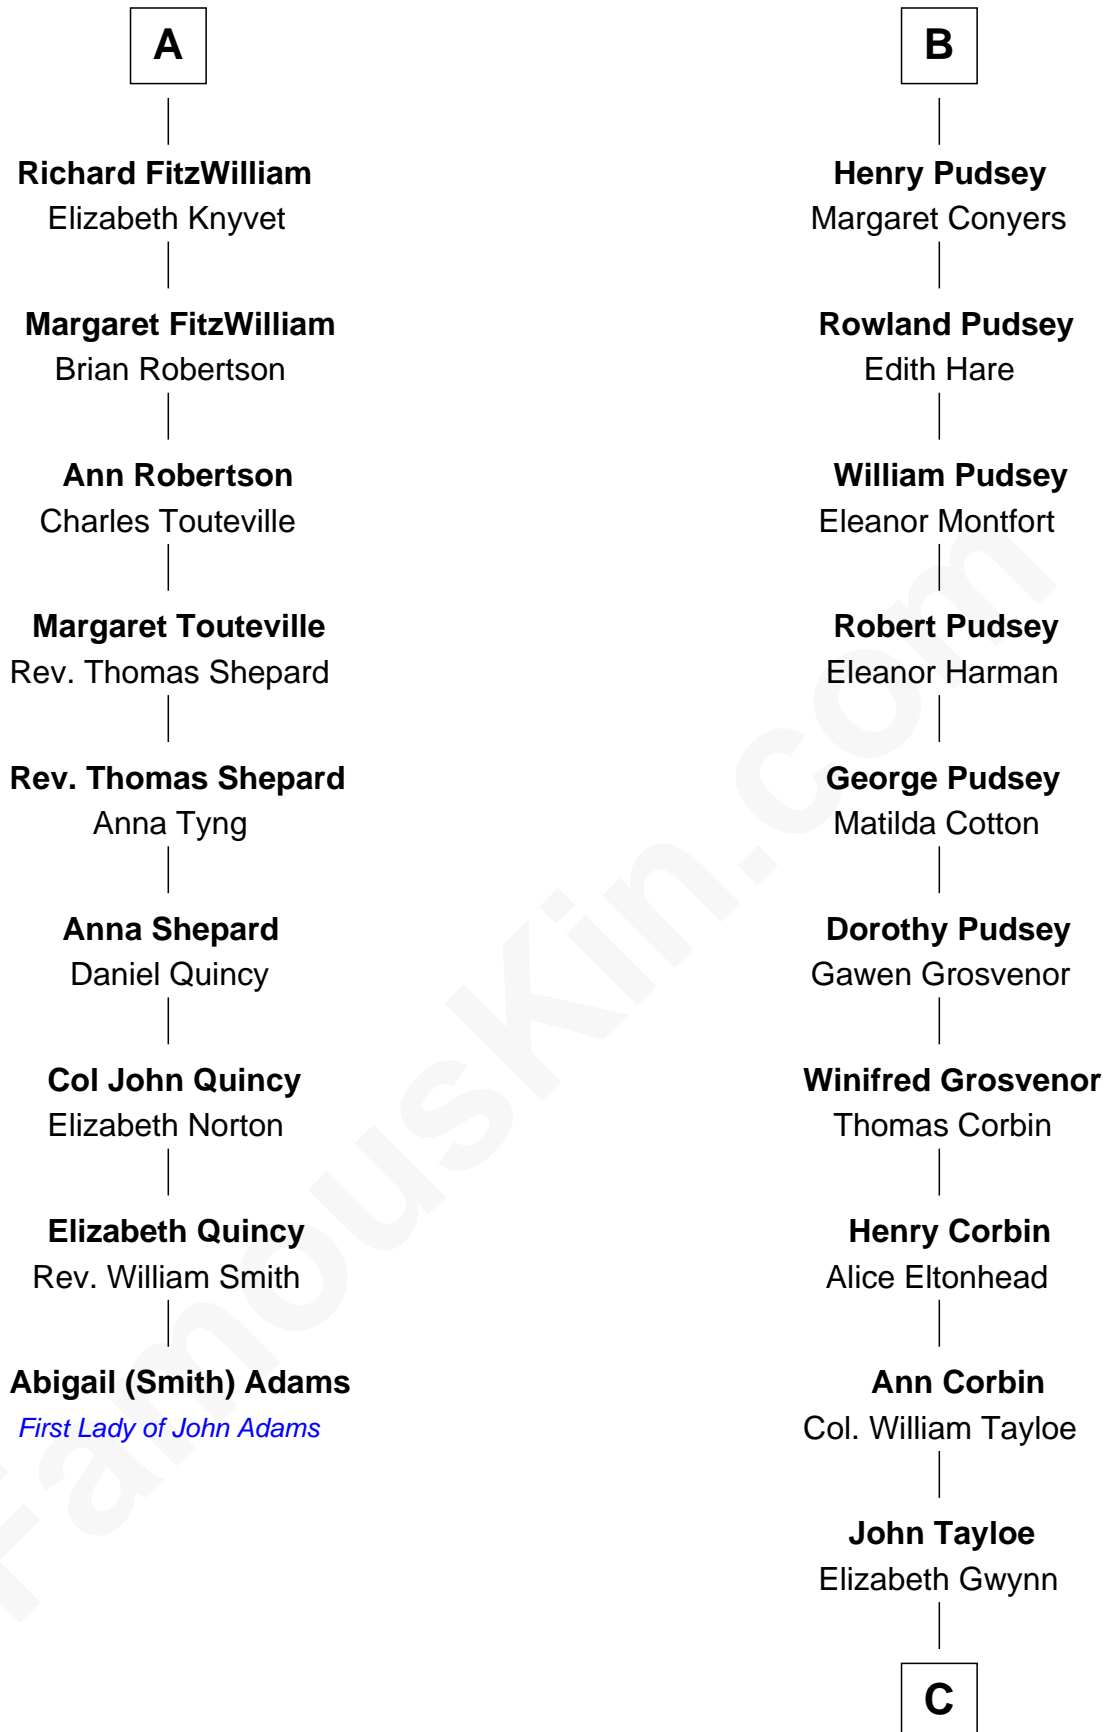 A
Richard FitzWilliam
Elizabeth Knyvet
Margaret FitzWilliam
Brian Robertson
Ann Robertson
Charles Touteville
Margaret Touteville
Rev. Thomas Shepard
Rev. Thomas Shepard
Anna Tyng
Anna Shepard
Daniel Quincy
Col John Quincy
Elizabeth Norton
Elizabeth Quincy
Rev. William Smith
Abigail (Smith) Adams
First Lady of John Adams
B
Henry Pudsey
Margaret Conyers
Rowland Pudsey
Edith Hare
William Pudsey
Eleanor Montfort
Robert Pudsey
Eleanor Harman
George Pudsey
Matilda Cotton
Dorothy Pudsey
Gawen Grosvenor
Winifred Grosvenor
Thomas Corbin
Henry Corbin
Alice Eltonhead
Ann Corbin
Col. William Tayloe
John Tayloe
Elizabeth Gwynn
C
FamousKin.com